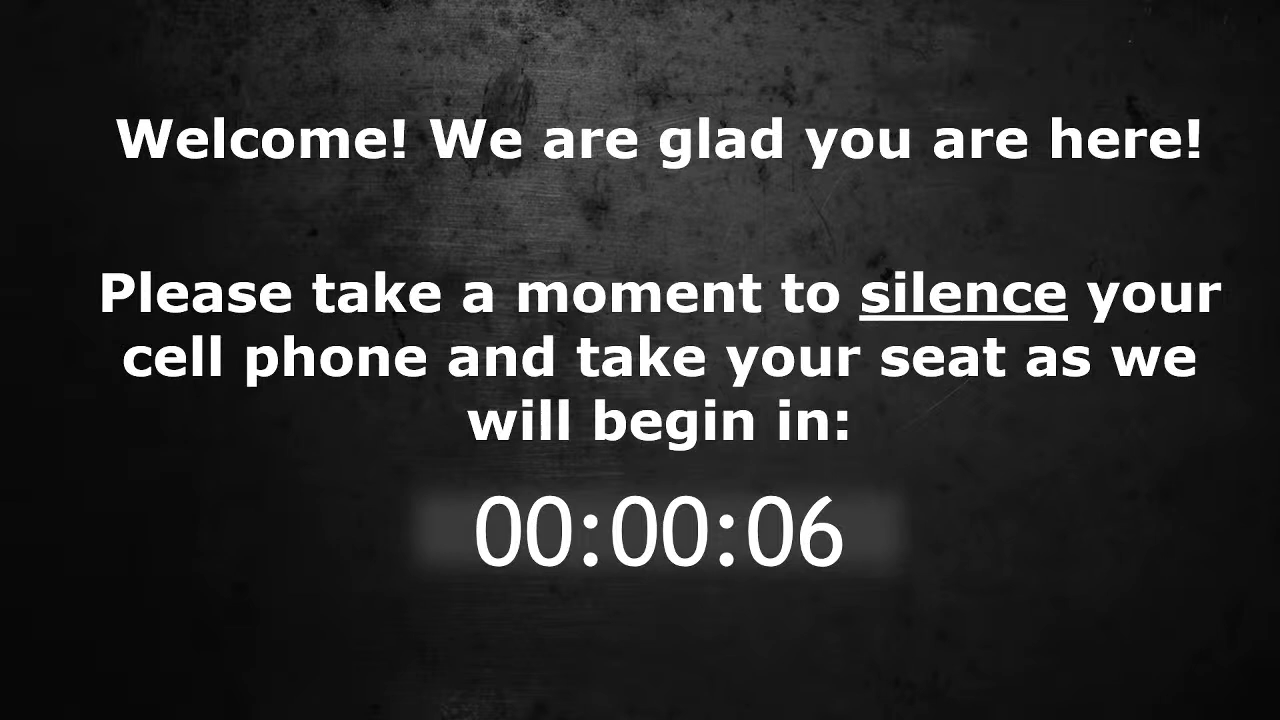 Welcome! We are glad you are here!
Please take a moment to silence your
cell phone and take your seat as we
will begin in:
00:00:06